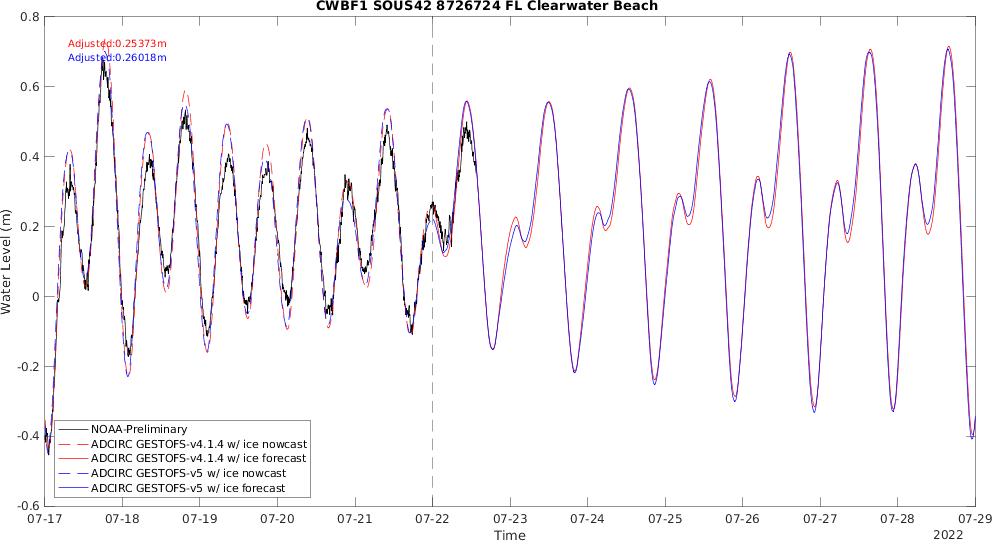 CWBF1 SOUS42 8726724 FL Clearwater Beach
Adjusted:0.25373m
Adjusted:0.26018m
Water Level (m)
0.8
0.6
0.4
0.2
0
-0.2
-0.4
-0.6
NOAA-Preliminary
ADCIRC GESTOFS-v4.1.4 w/ ice nowcast
ADCIRC GESTOFS-v4.1.4 w/ ice forecast
ADCIRC GESTOFS-v5 w/ ice nowcast
ADCIRC GESTOFS-v5 w/ ice forecast
07-17 07-18 07-19 07-20 07-21 07-22 07-23 07-24 07-25 07-26 07-27 07-28 07-29
Time
2022